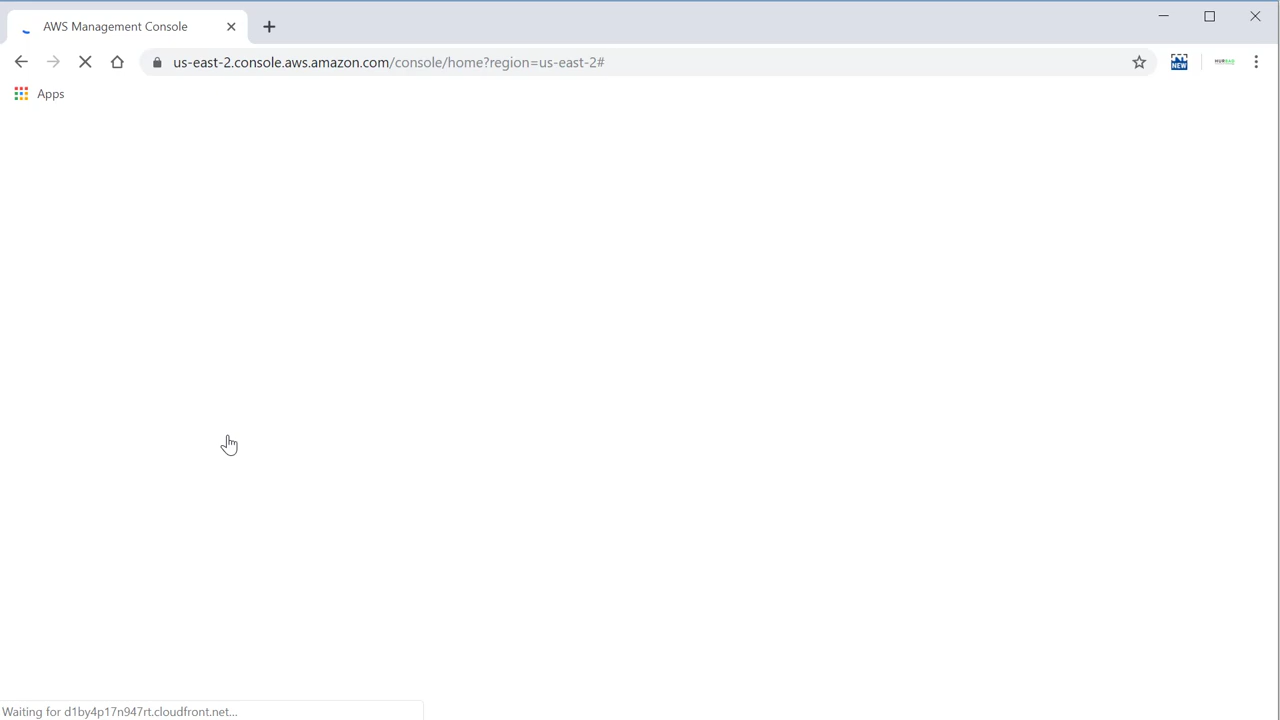 AWS Management Console
us-east-2.console.aws.amazon.com/console/home?region=us-east-2#
NEW
Apps
Waiting for d1by4p17n947rt.cloudfront.net...